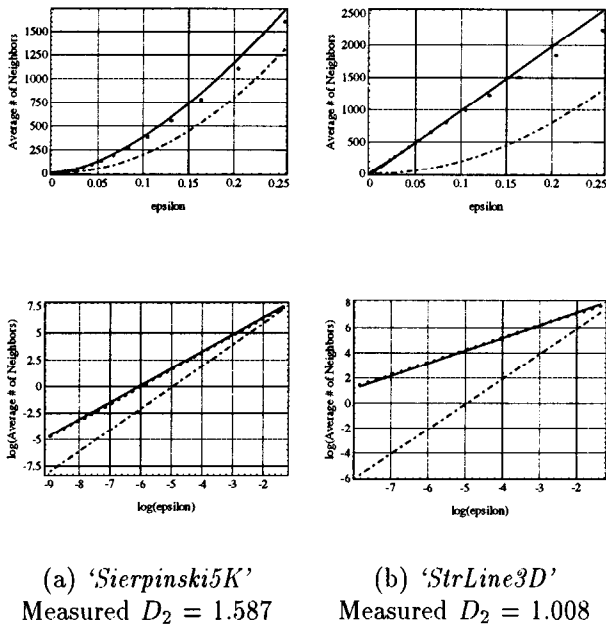 Average # of Neighbors)
1750
1500
1250
1000
750
500
250
0
0 0.05 0.1 0.15 0.2 0.25
epsilon
Average # of Neighbors)
2500
2000
1500
1000
500
0
0 0.05 0.1 0.15 0.2 0.25
epsilon
log(Average # of Neighbors)
7.5
5
2.5
0
-2.5
-5
-7.5
-9 -8 -7 -6 -5 -4 -3 -2
log(epsilon)
log(Average # of Neighbors)
8
6
4
2
0
-2
-4
-6
-7 -6 -5 -4 -3 -2
log(epsilon)
(a) ‘Sierpinski5K’
Measured D₂ = 1.587
(b) ‘StrLine3D’
Measured D₂ = 1.008